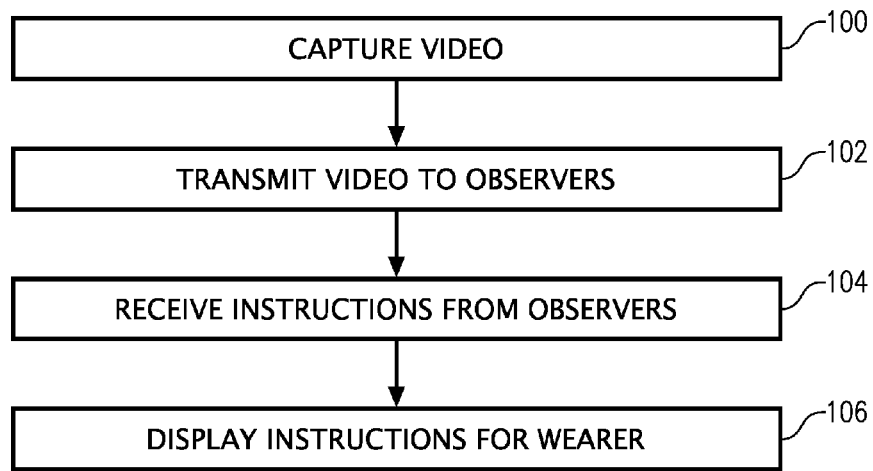 CAPTURE VIDEO
100
TRANSMIT VIDEO TO OBSERVERS
102
RECEIVE INSTRUCTIONS FROM OBSERVERS
104
DISPLAY INSTRUCTIONS FOR WEARER
106